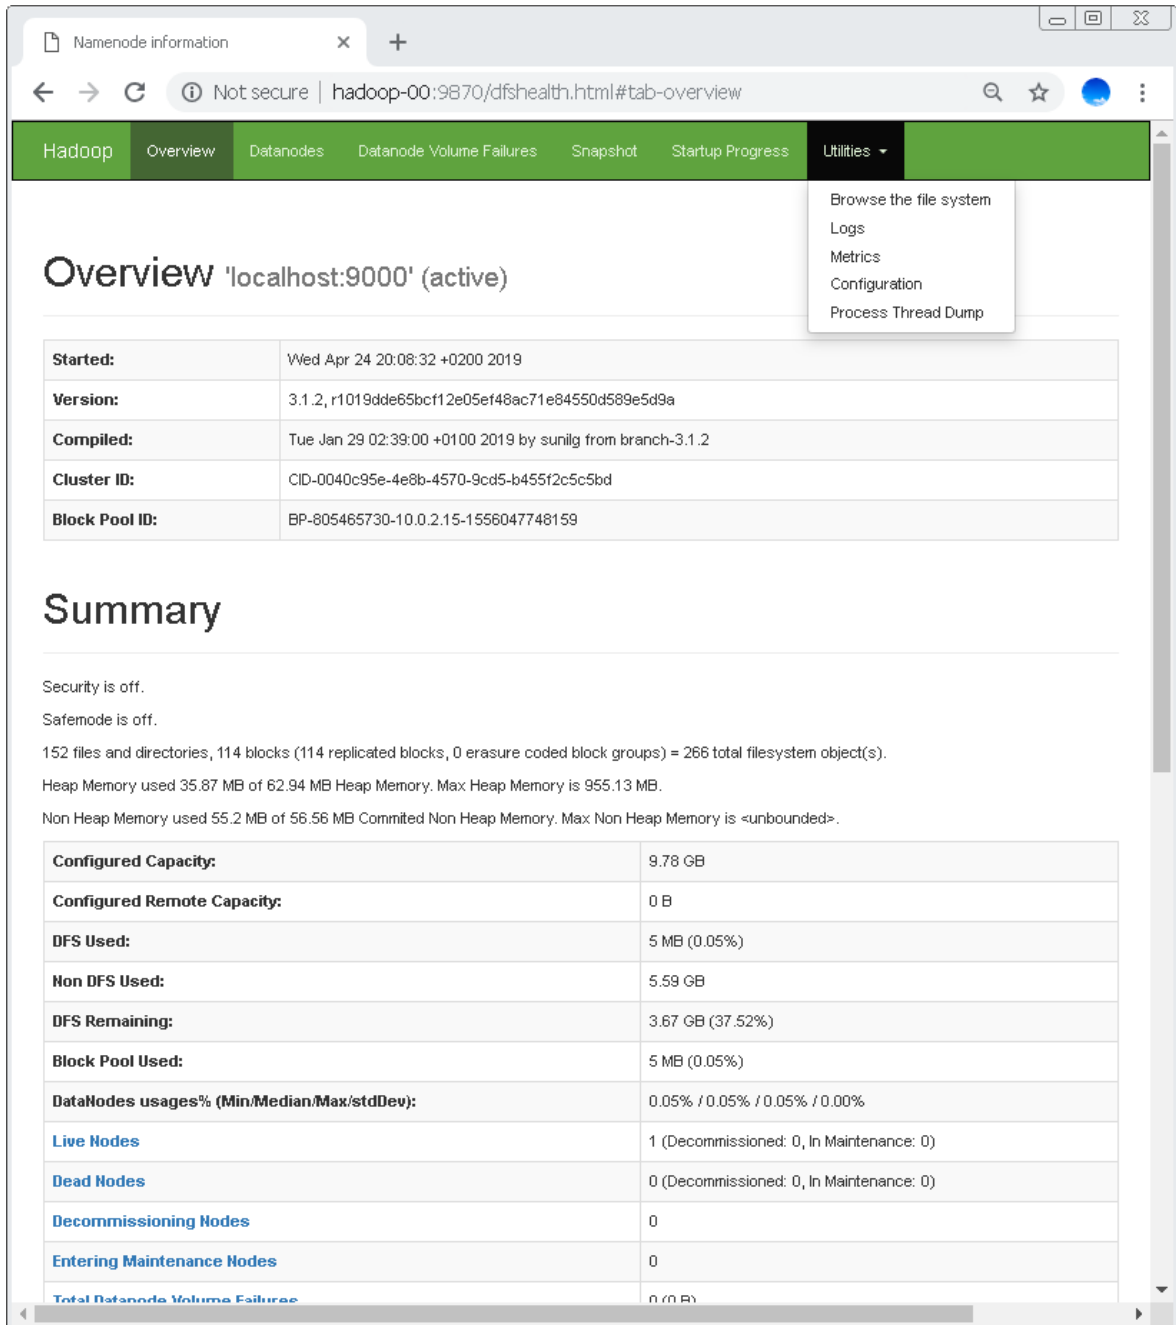 Namenode information
Not secure | hadoop-00:9870/dfshealth.html#tab-overview
Hadoop Overview Datanodes Datanode Volume Failures Snapshot Startup Progress Utilities
Browse the file system
Logs
Metrics
Configuration
Process Thread Dump
Overview 'localhost:9000' (active)
Started: Wed Apr 24 20:08:32 +0200 2019
Version: 3.1.2, r1019dde65bcf12e05ef48ac71e84550d589e5d9a
Compiled: Tue Jan 29 02:39:00 +0100 2019 by sunilg from branch-3.1.2
Cluster ID: CID-0040c95e-4e8b-4570-9cd5-b455f2c5c5bd
Block Pool ID: BP-805465730-10.0.2.15-1556047748159
Summary
Security is off.
Safemode is off.
152 files and directories, 114 blocks (114 replicated blocks, 0 erasure coded block groups) = 266 total filesystem object(s).
Heap Memory used 35.87 MB of 62.94 MB Heap Memory. Max Heap Memory is 955.13 MB.
Non Heap Memory used 55.2 MB of 56.56 MB Commited Non Heap Memory. Max Non Heap Memory is <unbounded>.
Configured Capacity: 9.78 GB
Configured Remote Capacity: 0 B
DFS Used: 5 MB (0.05%)
Non DFS Used: 5.59 GB
DFS Remaining: 3.67 GB (37.52%)
Block Pool Used: 5 MB (0.05%)
DataNodes usages% (Min/Median/Max/stdDev): 0.05% / 0.05% / 0.05% / 0.00%
Live Nodes 1 (Decommissioned: 0, In Maintenance: 0)
Dead Nodes 0 (Decommissioned: 0, In Maintenance: 0)
Decommissioning Nodes 0
Entering Maintenance Nodes 0
Total Datanode Volume Failures 0 (0 B)